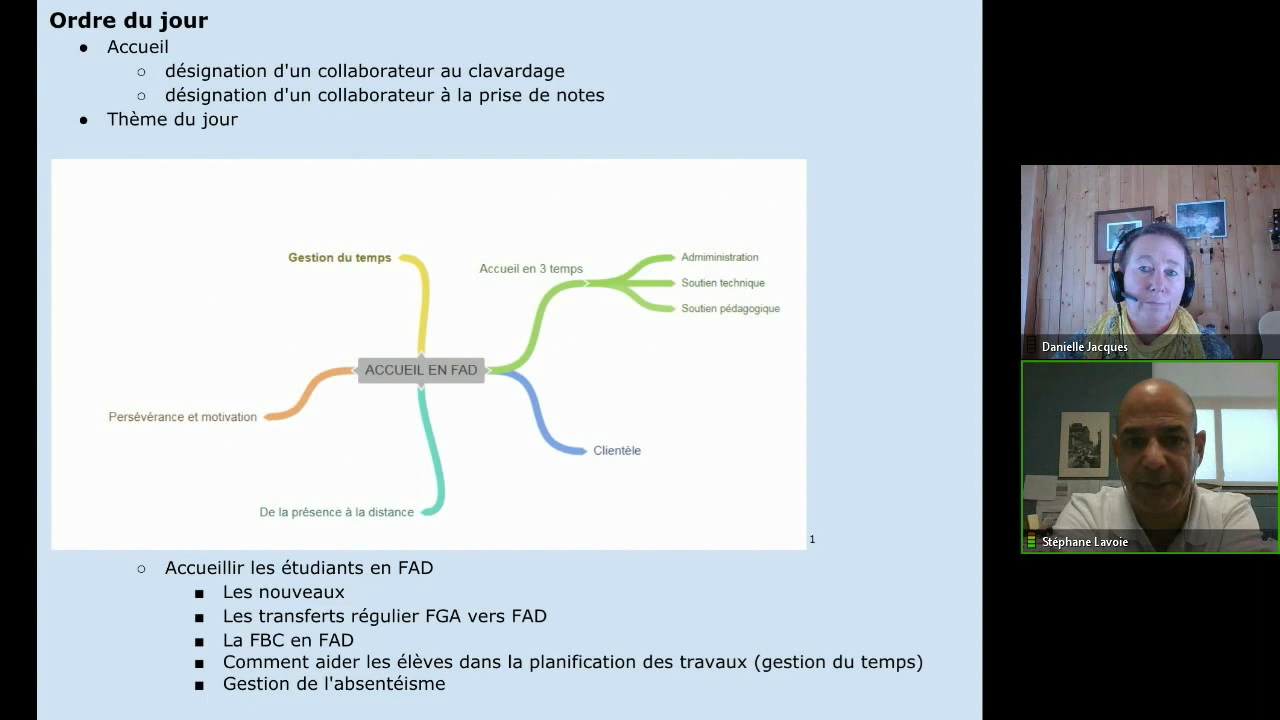 Ordre du jour
● Accueil
○ désignation d'un collaborateur au clavardage
○ désignation d'un collaborateur à la prise de notes
● Thème du jour
Gestion du temps
Accueil en 3 temps
Admiministration
Soutien technique
Soutien pédagogique
ACCUEIL EN FAD
Persévérance et motivation
Clientèle
De la présence à la distance
1
○ Accueillir les étudiants en FAD
■ Les nouveaux
■ Les transferts régulier FGA vers FAD
■ La FBC en FAD
■ Comment aider les élèves dans la planification des travaux (gestion du temps)
■ Gestion de l'absentéisme
Danielle Jacques
Stéphane Lavoie